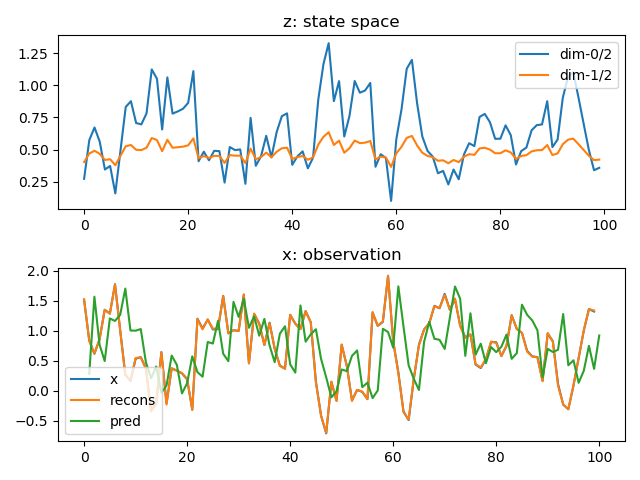 z: state space
1.25
1.00
0.75
0.50
0.25
dim-0/2
dim-1/2
0 20 40 60 80 100
x: observation
2.0
1.5
1.0
0.5
0.0
−0.5
x
recons
pred
0 20 40 60 80 100